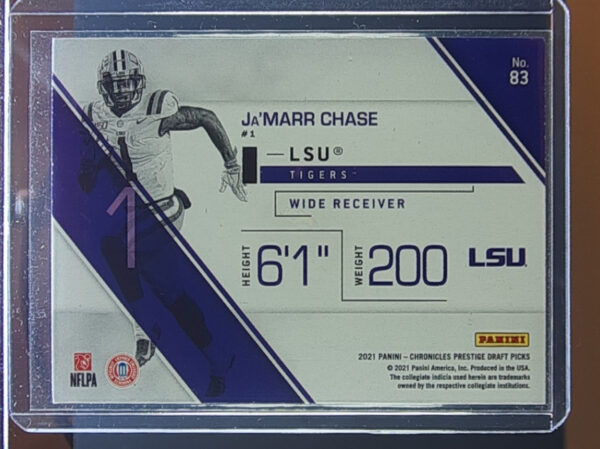 No.
83
JA'MARR CHASE
#1
LSU®
TIGERS
WIDE RECEIVER
1
HEIGHT 6'1" WEIGHT 200 LSU
PANINI
2021 PANINI – CHRONICLES PRESTIGE DRAFT PICKS
© 2021 Panini America, Inc. Produced in the USA.
The collegiate indicia used herein are trademarks
owned by the respective collegiate institutions.
NFLPA